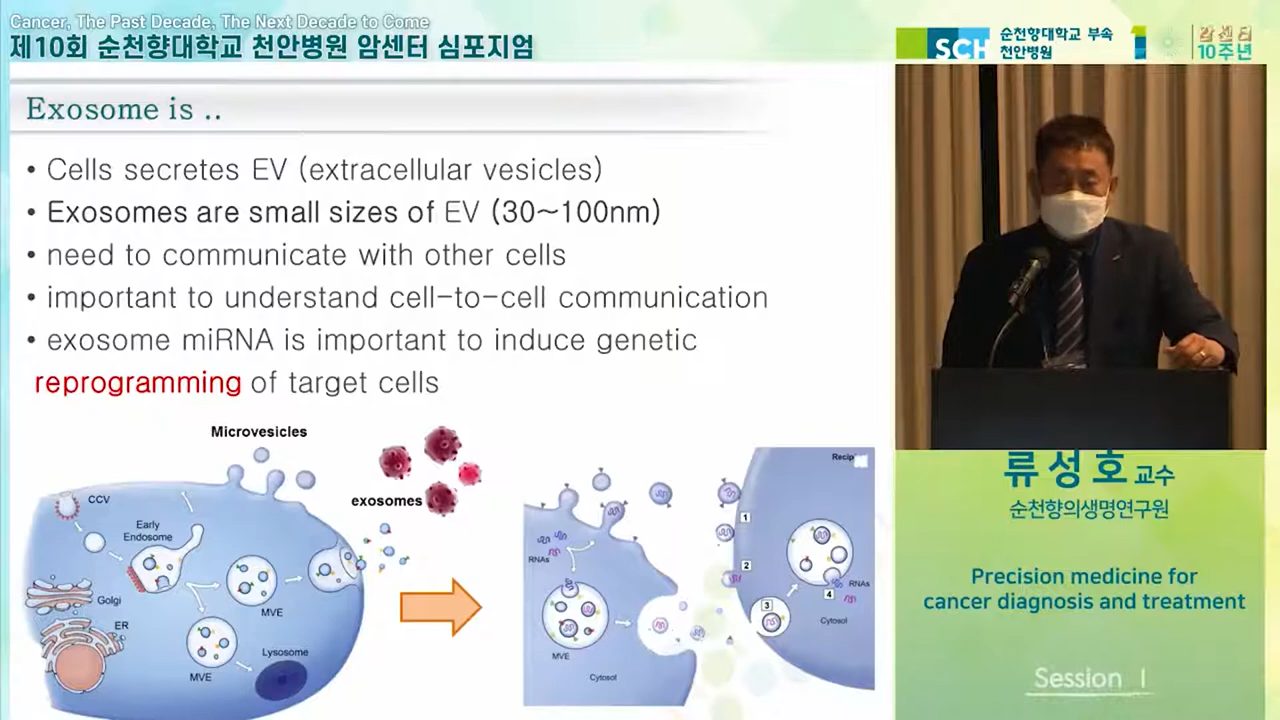 Cancer, The Past Decade, The Next Decade to Come
제10회 순천향대학교 천안병원 암센터 심포지엄
SCH
순천향대학교 부속
천안병원
1
암센터
10주년
Exosome is ..
• Cells secretes EV (extracellular vesicles)
• Exosomes are small sizes of EV (30~100nm)
• need to communicate with other cells
• important to understand cell-to-cell communication
• exosome miRNA is important to induce genetic
reprogramming of target cells
Microvesicles
exosomes
CCV
Early
Endosome
MVE
Golgi
ER
MVE
Lysosome
RNAs
MVE
Cytosol
Recip
1
2
3
4
RNAs
Cytosol
류성호 교수
순천향의생명연구원
Precision medicine for
cancer diagnosis and treatment
Session I